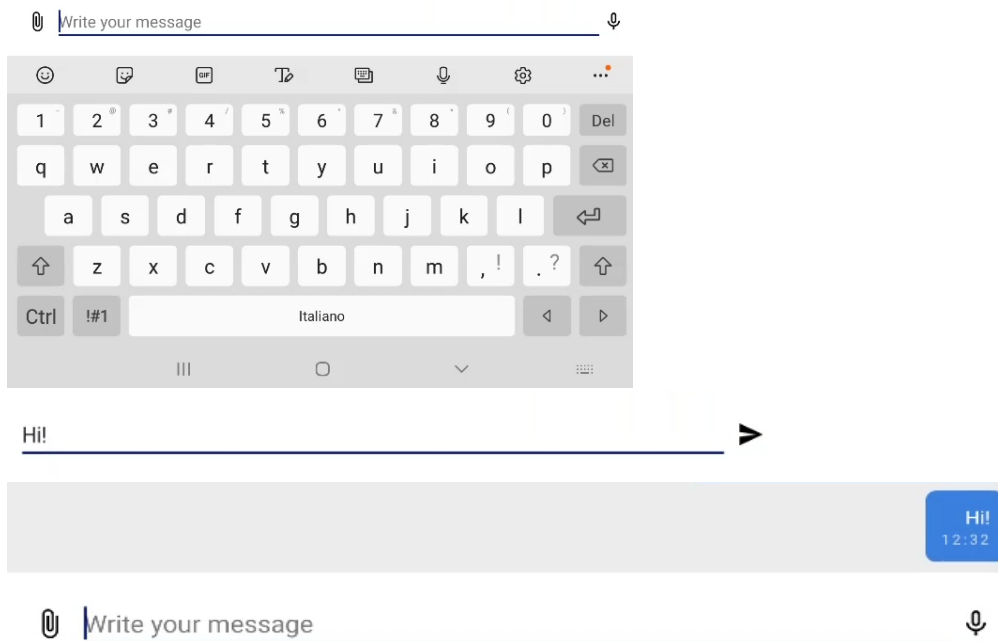 Write your message
GIF
1 2 @ 3 # 4 / 5 % 6 7 & 8 * 9 ( 0 ) Del
q w e r t y u i o p
a s d f g h j k l
z x c v b n m , ! . ?
Ctrl !#1 Italiano
Hi!
Hi!
12:32
Write your message